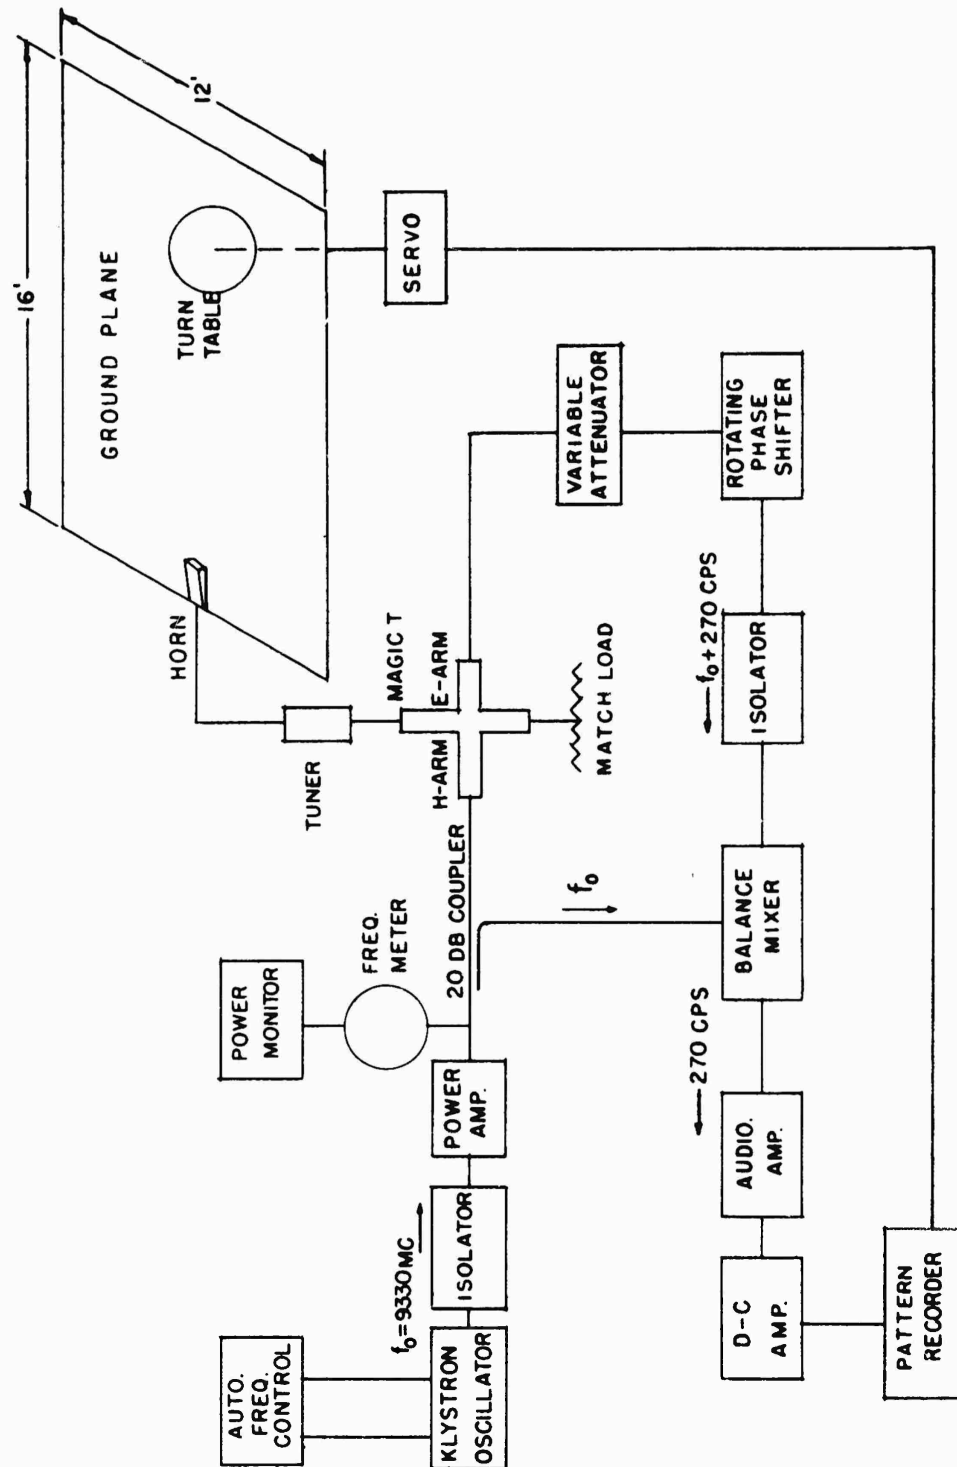 16'
12'
GROUND PLANE
TURN
TABLE
SERVO
HORN
TUNER
MAGIC T
H-ARM
E-ARM
MATCH LOAD
VARIABLE
ATTENUATOR
ROTATING
PHASE
SHIFTER
POWER
MONITOR
FREQ.
METER
20 DB COUPLER
AUTO.
FREQ.
CONTROL
f₀=9330MC
KLYSTRON
OSCILLATOR
ISOLATOR
POWER
AMP.
f₀
f₀+270 CPS
ISOLATOR
BALANCE
MIXER
270 CPS
AUDIO.
AMP.
D-C
AMP.
PATTERN
RECORDER